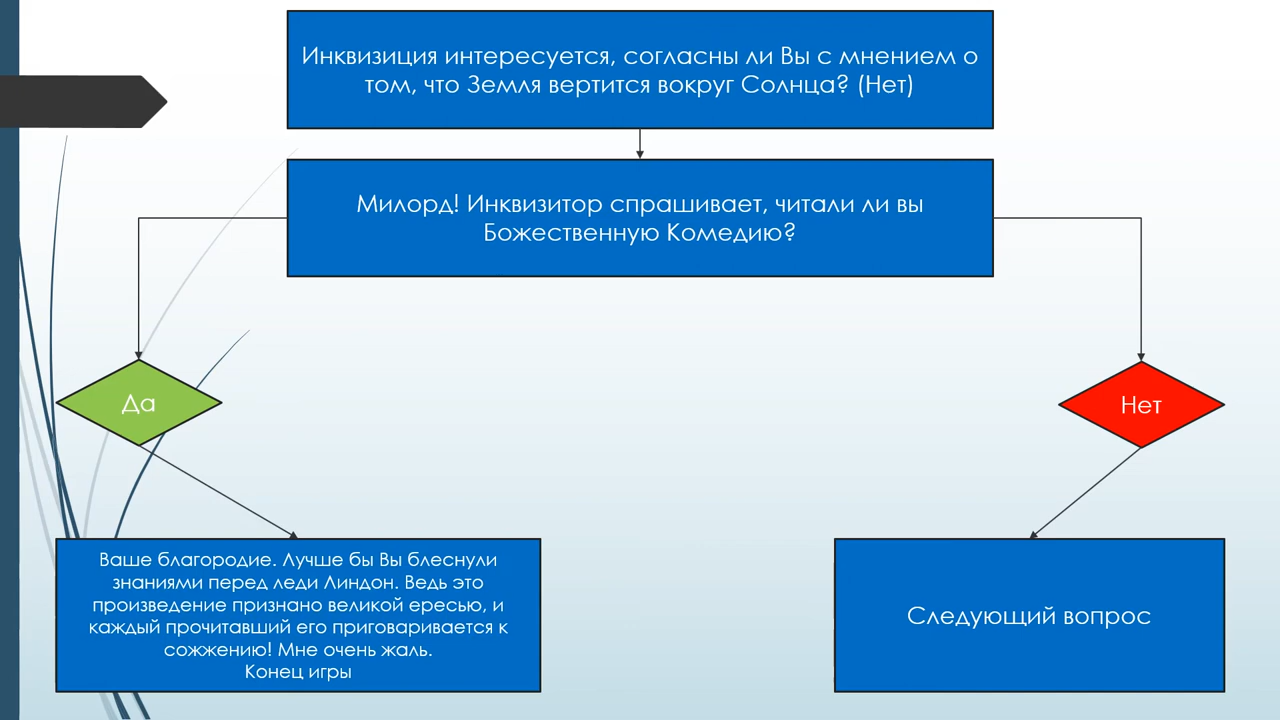 Инквизиция интересуется, согласны ли Вы с мнением о
том, что Земля вертится вокруг Солнца? (Нет)
Милорд! Инквизитор спрашивает, читали ли вы
Божественную Комедию?
Да
Нет
Ваше благородие. Лучше бы Вы блеснули
знаниями перед леди Линдон. Ведь это
произведение признано великой ересью, и
каждый прочитавший его приговаривается к
сожжению! Мне очень жаль.
Конец игры
Следующий вопрос